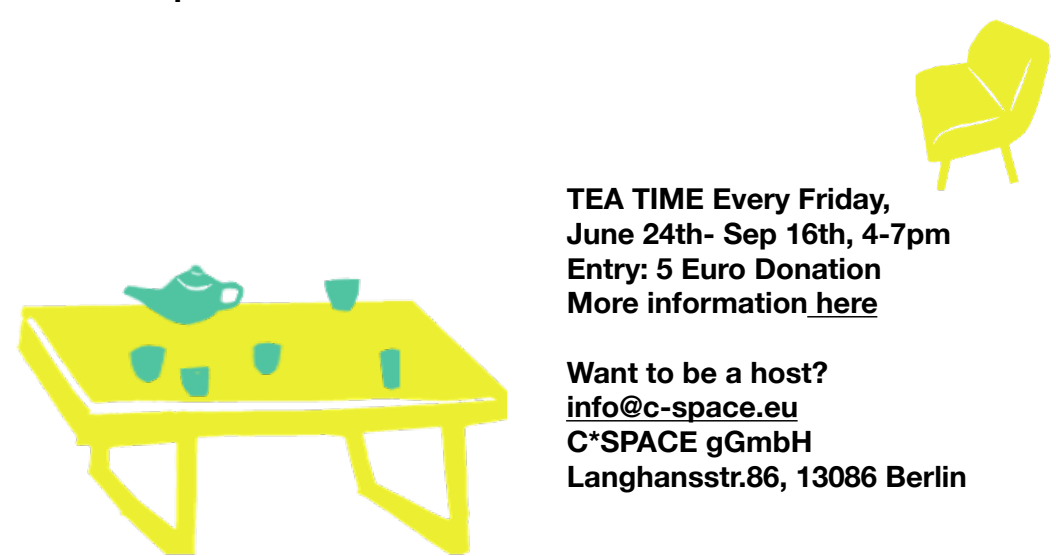 TEA TIME Every Friday,
June 24th- Sep 16th, 4-7pm
Entry: 5 Euro Donation
More information here
Want to be a host?
info@c-space.eu
C*SPACE gGmbH
Langhansstr.86, 13086 Berlin